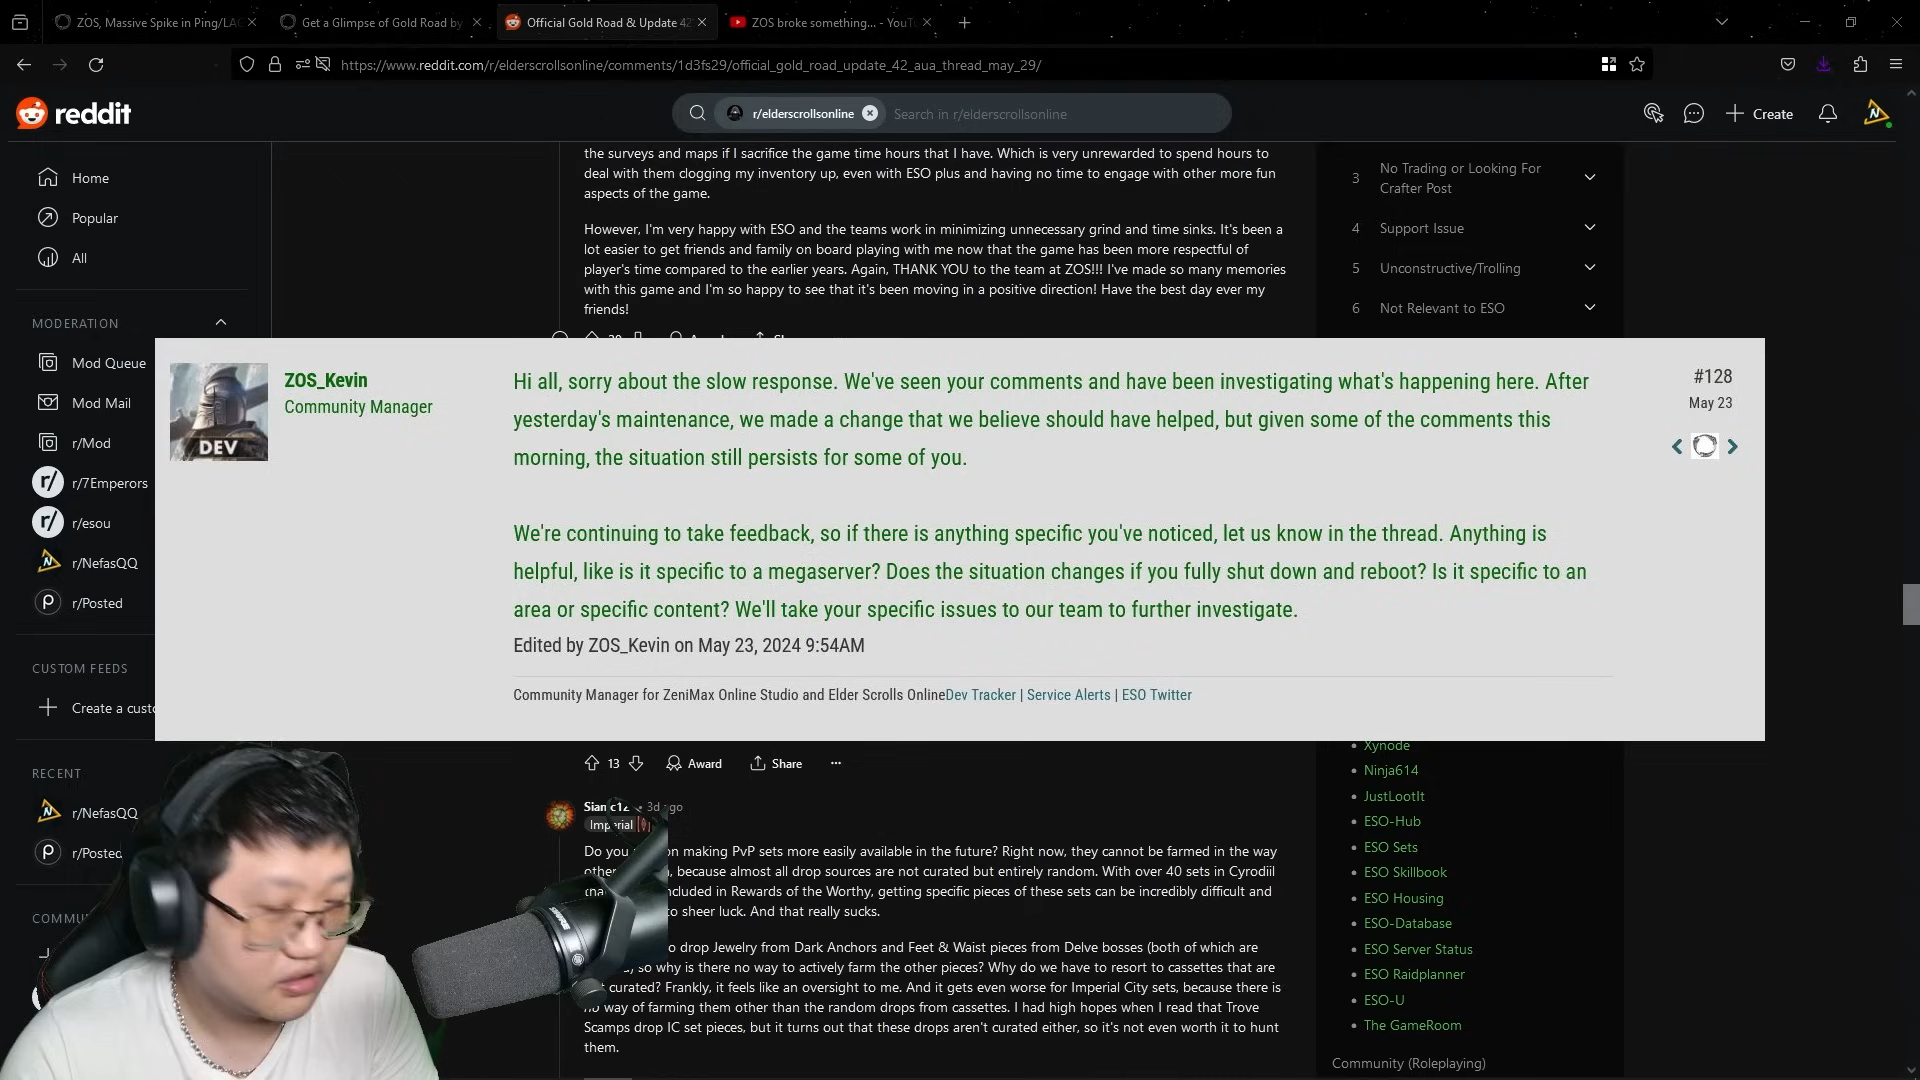 ZOS, Massive Spike in Ping/LA
Get a Glimpse of Gold Road by
Official Gold Road & Update 42
ZOS broke something... - YouT
https://www.reddit.com/r/elderscrollsonline/comments/1d3fs29/official_gold_road_update_42_aua_thread_may_29/
reddit
r/elderscrollsonline
Search in r/elderscrollsonline
Create
Home
Popular
All
MODERATION
Mod Queue
Mod Mail
r/Mod
r/7Emperors
r/esou
r/NefasQQ
r/Posted
CUSTOM FEEDS
Create a custo
RECENT
r/NefasQQ
r/Posted
COMMU
the surveys and maps if I sacrifice the game time hours that I have. Which is very unrewarded to spend hours to
deal with them clogging my inventory up, even with ESO plus and having no time to engage with other more fun
aspects of the game.
However, I'm very happy with ESO and the teams work in minimizing unnecessary grind and time sinks. It's been a
lot easier to get friends and family on board playing with me now that the game has been more respectful of
player's time compared to the earlier years. Again, THANK YOU to the team at ZOS!!! I've made so many memories
with this game and I'm so happy to see that it's been moving in a positive direction! Have the best day ever my
friends!
3 No Trading or Looking For
Crafter Post
4 Support Issue
5 Unconstructive/Trolling
6 Not Relevant to ESO
DEV
ZOS_Kevin
Community Manager
Hi all, sorry about the slow response. We've seen your comments and have been investigating what's happening here. After
yesterday's maintenance, we made a change that we believe should have helped, but given some of the comments this
morning, the situation still persists for some of you.
We're continuing to take feedback, so if there is anything specific you've noticed, let us know in the thread. Anything is
helpful, like is it specific to a megaserver? Does the situation changes if you fully shut down and reboot? Is it specific to an
area or specific content? We'll take your specific issues to our team to further investigate.
Edited by ZOS_Kevin on May 23, 2024 9:54AM
Community Manager for ZeniMax Online Studio and Elder Scrolls OnlineDev Tracker | Service Alerts | ESO Twitter
#128
May 23
13 Award Share
3d ago
Imperial
Do you on making PvP sets more easily available in the future? Right now, they cannot be farmed in the way
other because almost all drop sources are not curated but entirely random. With over 40 sets in Cyrodiil
included in Rewards of the Worthy, getting specific pieces of these sets can be incredibly difficult and
to sheer luck. And that really sucks.
drop Jewelry from Dark Anchors and Feet & Waist pieces from Delve bosses (both of which are
so why is there no way to actively farm the other pieces? Why do we have to resort to cassettes that are
curated? Frankly, it feels like an oversight to me. And it gets even worse for Imperial City sets, because there is
no way of farming them other than the random drops from cassettes. I had high hopes when I read that Trove
Scamps drop IC set pieces, but it turns out that these drops aren't curated either, so it's not even worth it to hunt
them.
Xynode
Ninja614
JustLootIt
ESO-Hub
ESO Sets
ESO Skillbook
ESO Housing
ESO-Database
ESO Server Status
ESO Raidplanner
ESO-U
The GameRoom
Community (Roleplaying)